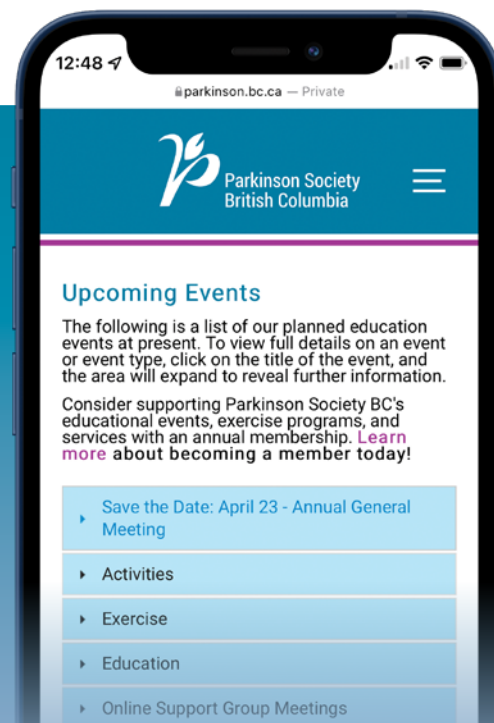 12:48
parkinson.bc.ca — Private
Parkinson Society
British Columbia
Upcoming Events
The following is a list of our planned education
events at present. To view full details on an event
or event type, click on the title of the event, and
the area will expand to reveal further information.
Consider supporting Parkinson Society BC's
educational events, exercise programs, and
services with an annual membership. Learn
more about becoming a member today!
Save the Date: April 23 - Annual General
Meeting
Activities
Exercise
Education
Online Support Group Meetings